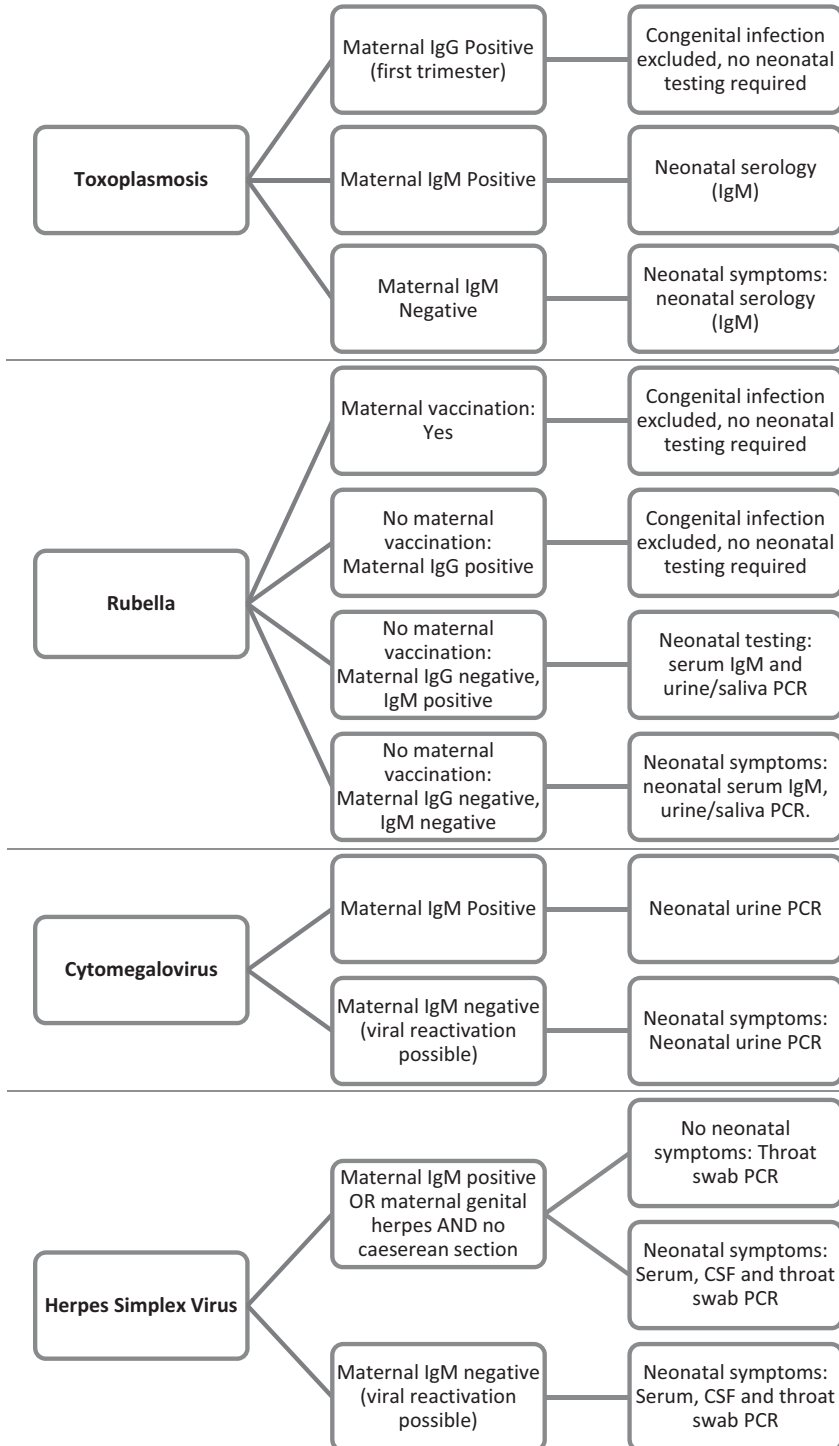 Toxoplasmosis
Maternal IgG Positive
(first trimester)
Congenital infection
excluded, no neonatal
testing required
Maternal IgM Positive
Neonatal serology
(IgM)
Maternal IgM
Negative
Neonatal symptoms:
neonatal serology
(IgM)
Rubella
Maternal vaccination:
Yes
Congenital infection
excluded, no neonatal
testing required
No maternal
vaccination:
Maternal IgG positive
Congenital infection
excluded, no neonatal
testing required
No maternal
vaccination:
Maternal IgG negative,
IgM positive
Neonatal testing:
serum IgM and
urine/saliva PCR
No maternal
vaccination:
Maternal IgG negative,
IgM negative
Neonatal symptoms:
neonatal serum IgM,
urine/saliva PCR.
Cytomegalovirus
Maternal IgM Positive
Neonatal urine PCR
Maternal IgM negative
(viral reactivation
possible)
Neonatal symptoms:
Neonatal urine PCR
Herpes Simplex Virus
Maternal IgM positive
OR maternal genital
herpes AND no
caeserean section
No neonatal
symptoms: Throat
swab PCR
Neonatal symptoms:
Serum, CSF and throat
swab PCR
Maternal IgM negative
(viral reactivation
possible)
Neonatal symptoms:
Serum, CSF and throat
swab PCR